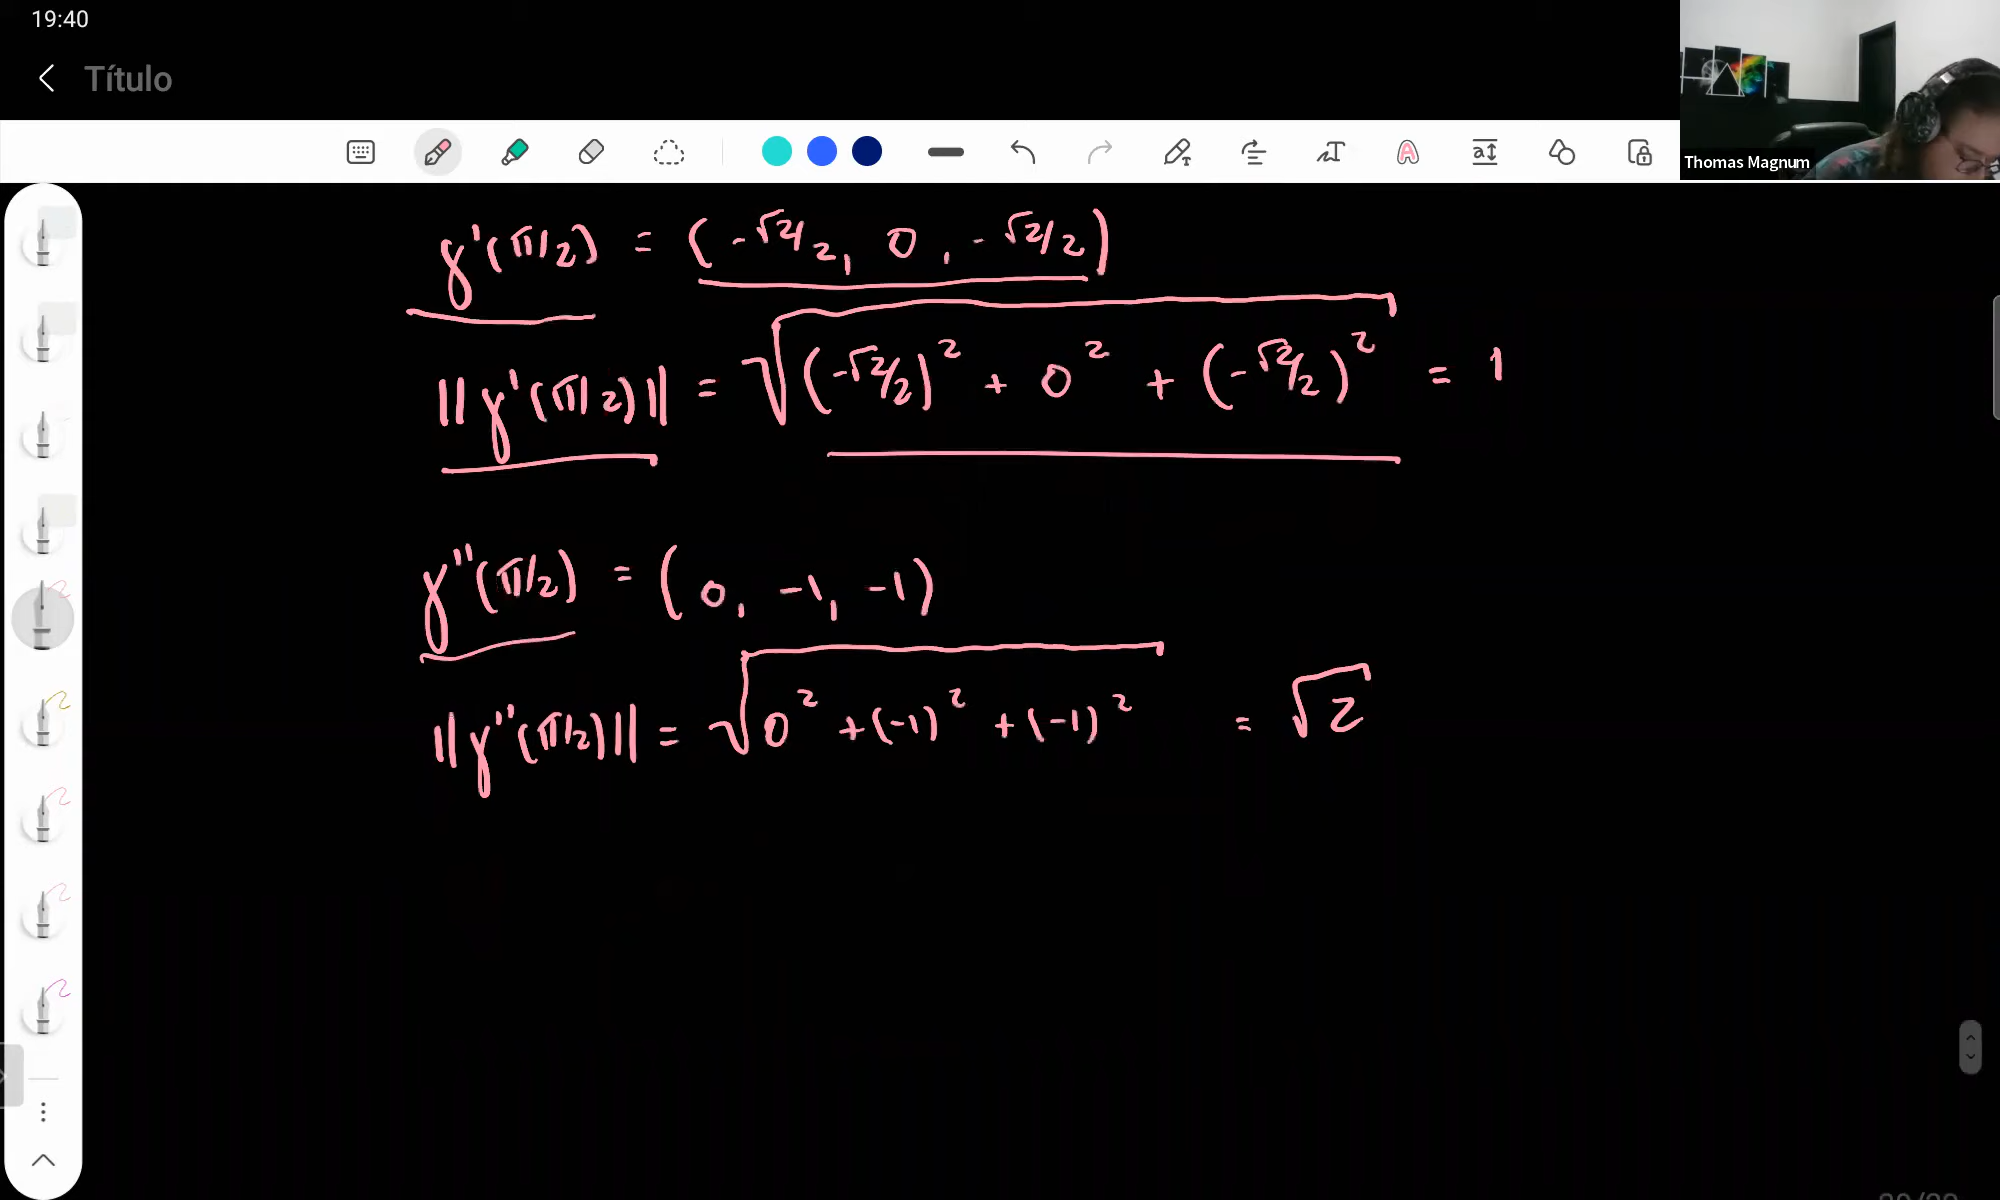 19:40
Título
Thomas Magnum
γ'(π/2) = (-√2/2, 0, -√2/2)
||γ'(π/2)|| = √((-√2/2)² + 0² + (-√2/2)²) = 1
γ''(π/2) = (0, -1, -1)
||γ''(π/2)|| = √(0² + (-1)² + (-1)²) = √2